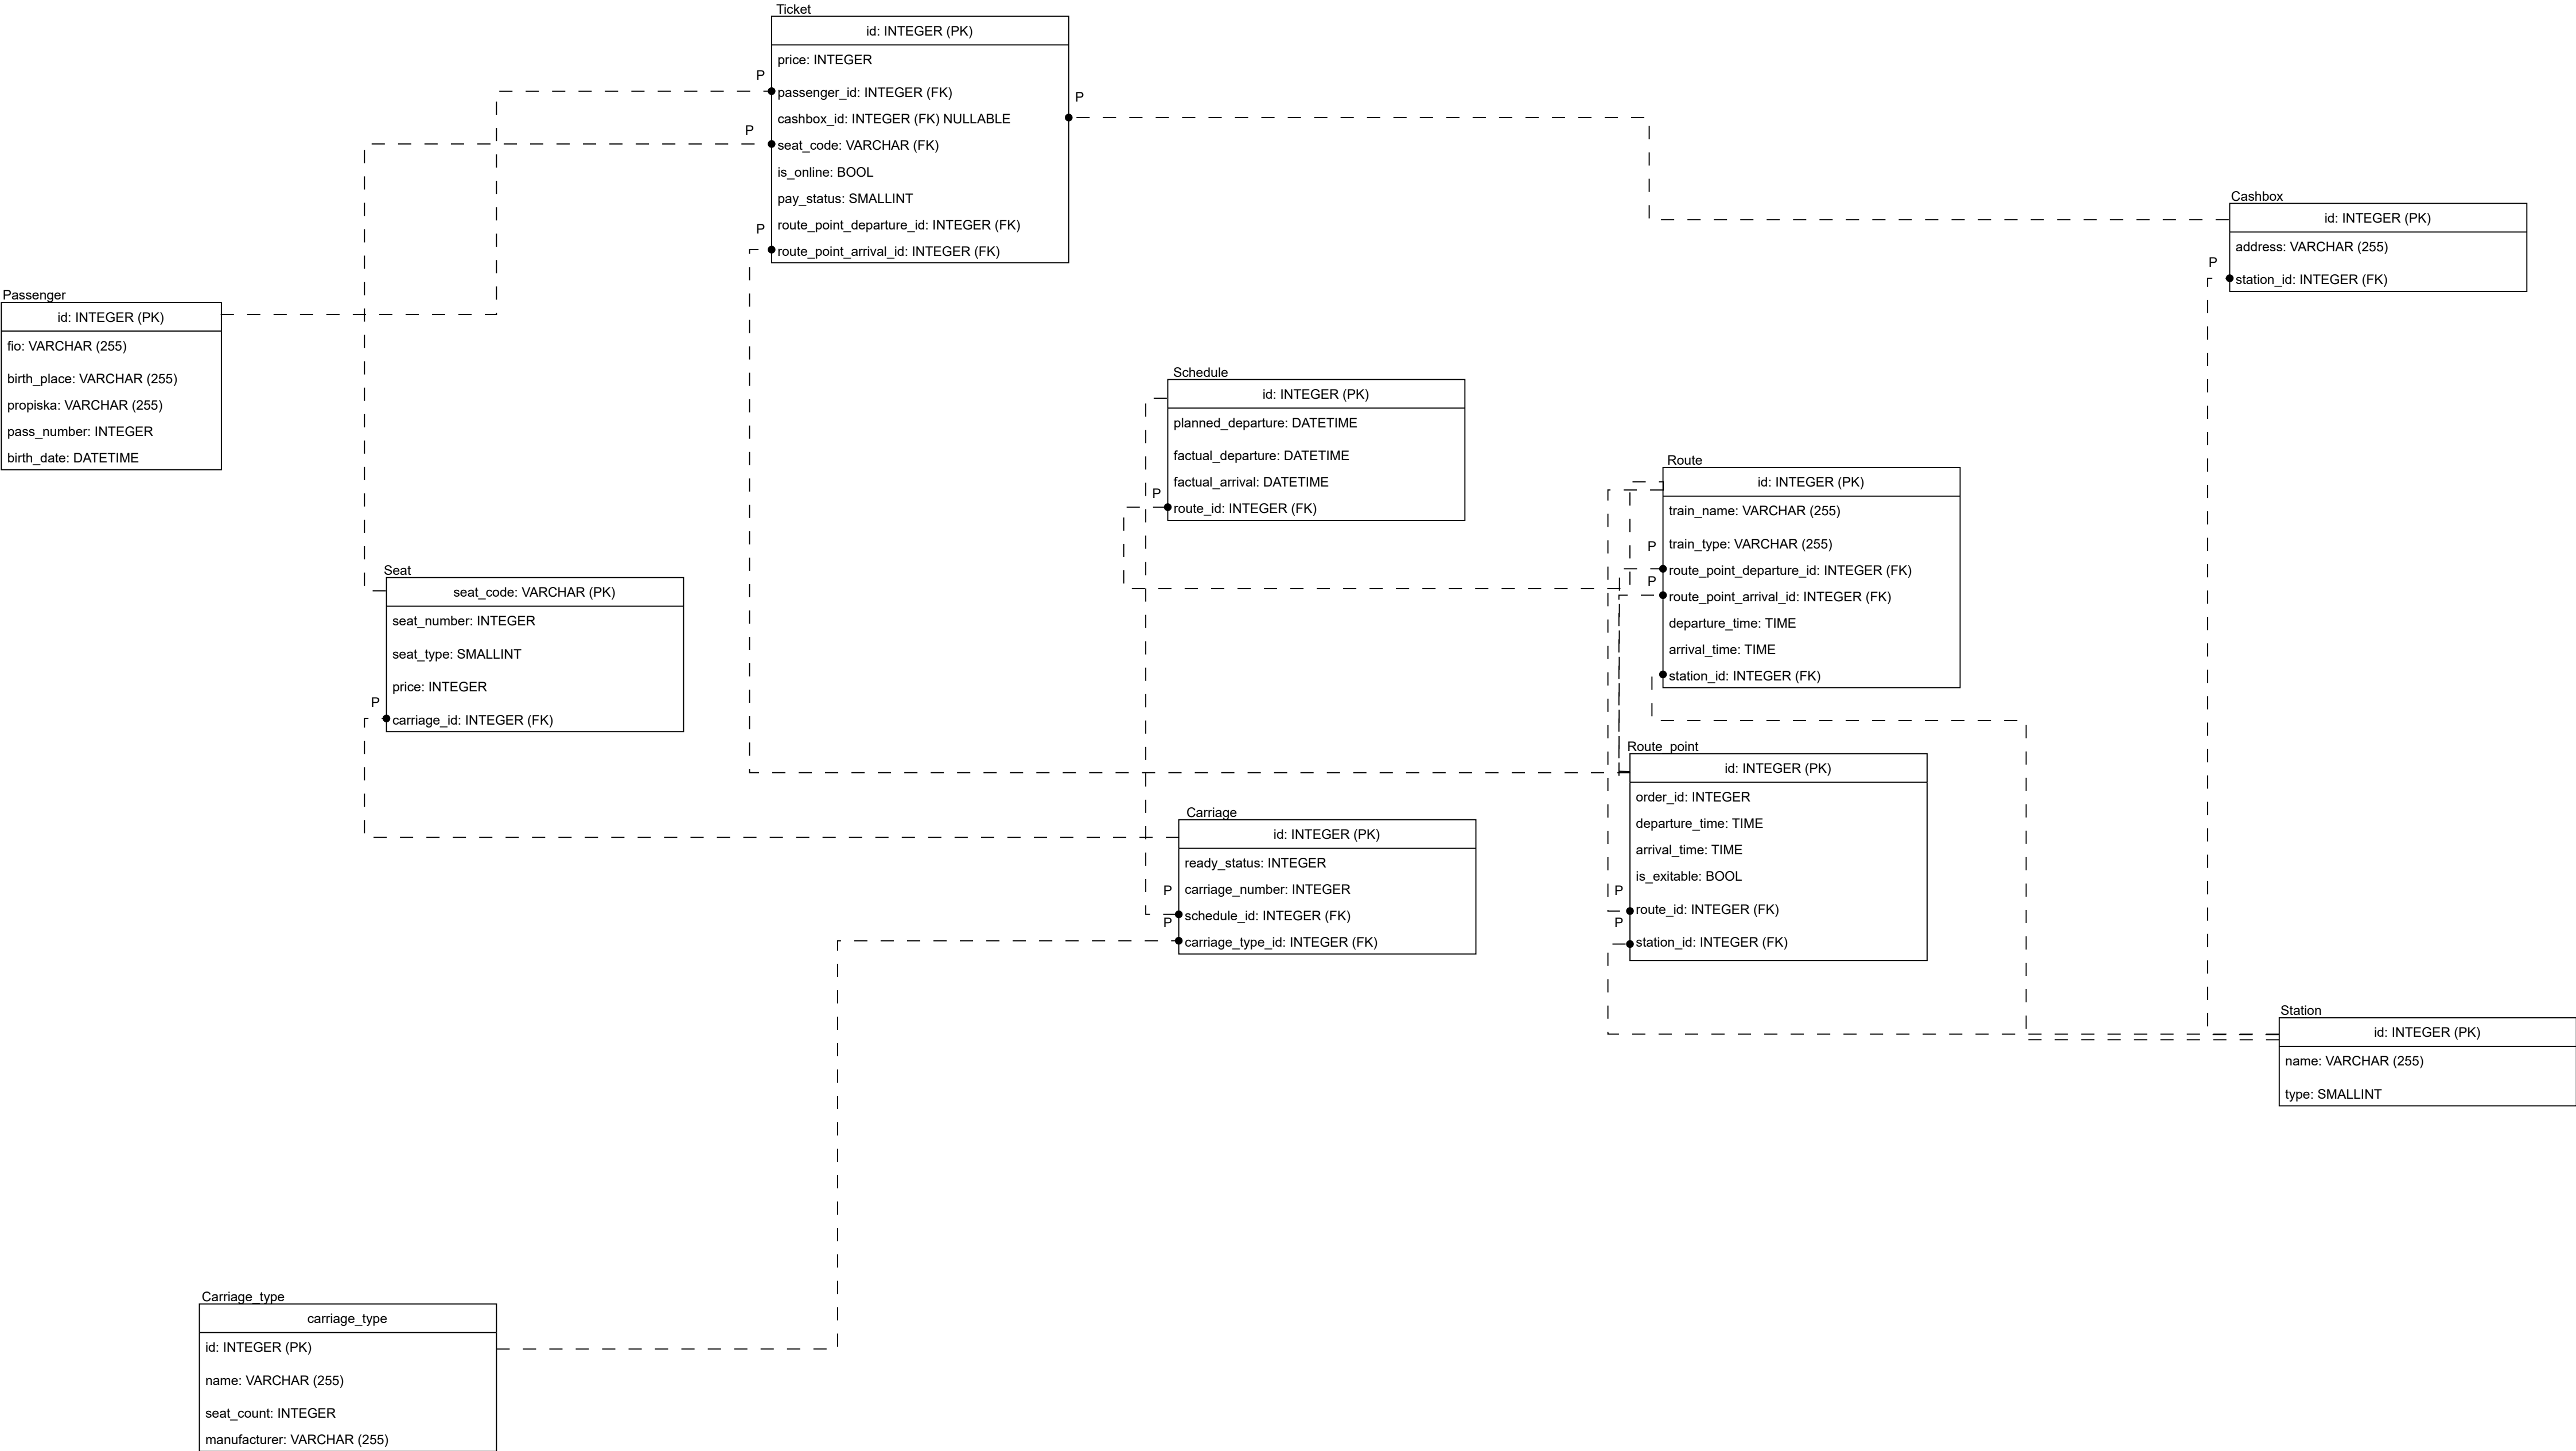 Ticket
id: INTEGER (PK)
price: INTEGER
P
passenger_id: INTEGER (FK)
P
cashbox_id: INTEGER (FK) NULLABLE
P
seat_code: VARCHAR (FK)
is_online: BOOL
pay_status: SMALLINT
route_point_departure_id: INTEGER (FK)
P
route_point_arrival_id: INTEGER (FK)
Cashbox
id: INTEGER (PK)
address: VARCHAR (255)
P
station_id: INTEGER (FK)
Passenger
id: INTEGER (PK)
fio: VARCHAR (255)
birth_place: VARCHAR (255)
propiska: VARCHAR (255)
pass_number: INTEGER
birth_date: DATETIME
Schedule
id: INTEGER (PK)
planned_departure: DATETIME
factual_departure: DATETIME
factual_arrival: DATETIME
P
route_id: INTEGER (FK)
Route
id: INTEGER (PK)
train_name: VARCHAR (255)
P
train_type: VARCHAR (255)
route_point_departure_id: INTEGER (FK)
P
route_point_arrival_id: INTEGER (FK)
departure_time: TIME
arrival_time: TIME
station_id: INTEGER (FK)
Seat
seat_code: VARCHAR (PK)
seat_number: INTEGER
seat_type: SMALLINT
price: INTEGER
P
carriage_id: INTEGER (FK)
Route_point
id: INTEGER (PK)
order_id: INTEGER
departure_time: TIME
arrival_time: TIME
is_exitable: BOOL
P
route_id: INTEGER (FK)
P
station_id: INTEGER (FK)
Carriage
id: INTEGER (PK)
ready_status: INTEGER
P
carriage_number: INTEGER
schedule_id: INTEGER (FK)
P
carriage_type_id: INTEGER (FK)
Station
id: INTEGER (PK)
name: VARCHAR (255)
type: SMALLINT
Carriage_type
carriage_type
id: INTEGER (PK)
name: VARCHAR (255)
seat_count: INTEGER
manufacturer: VARCHAR (255)